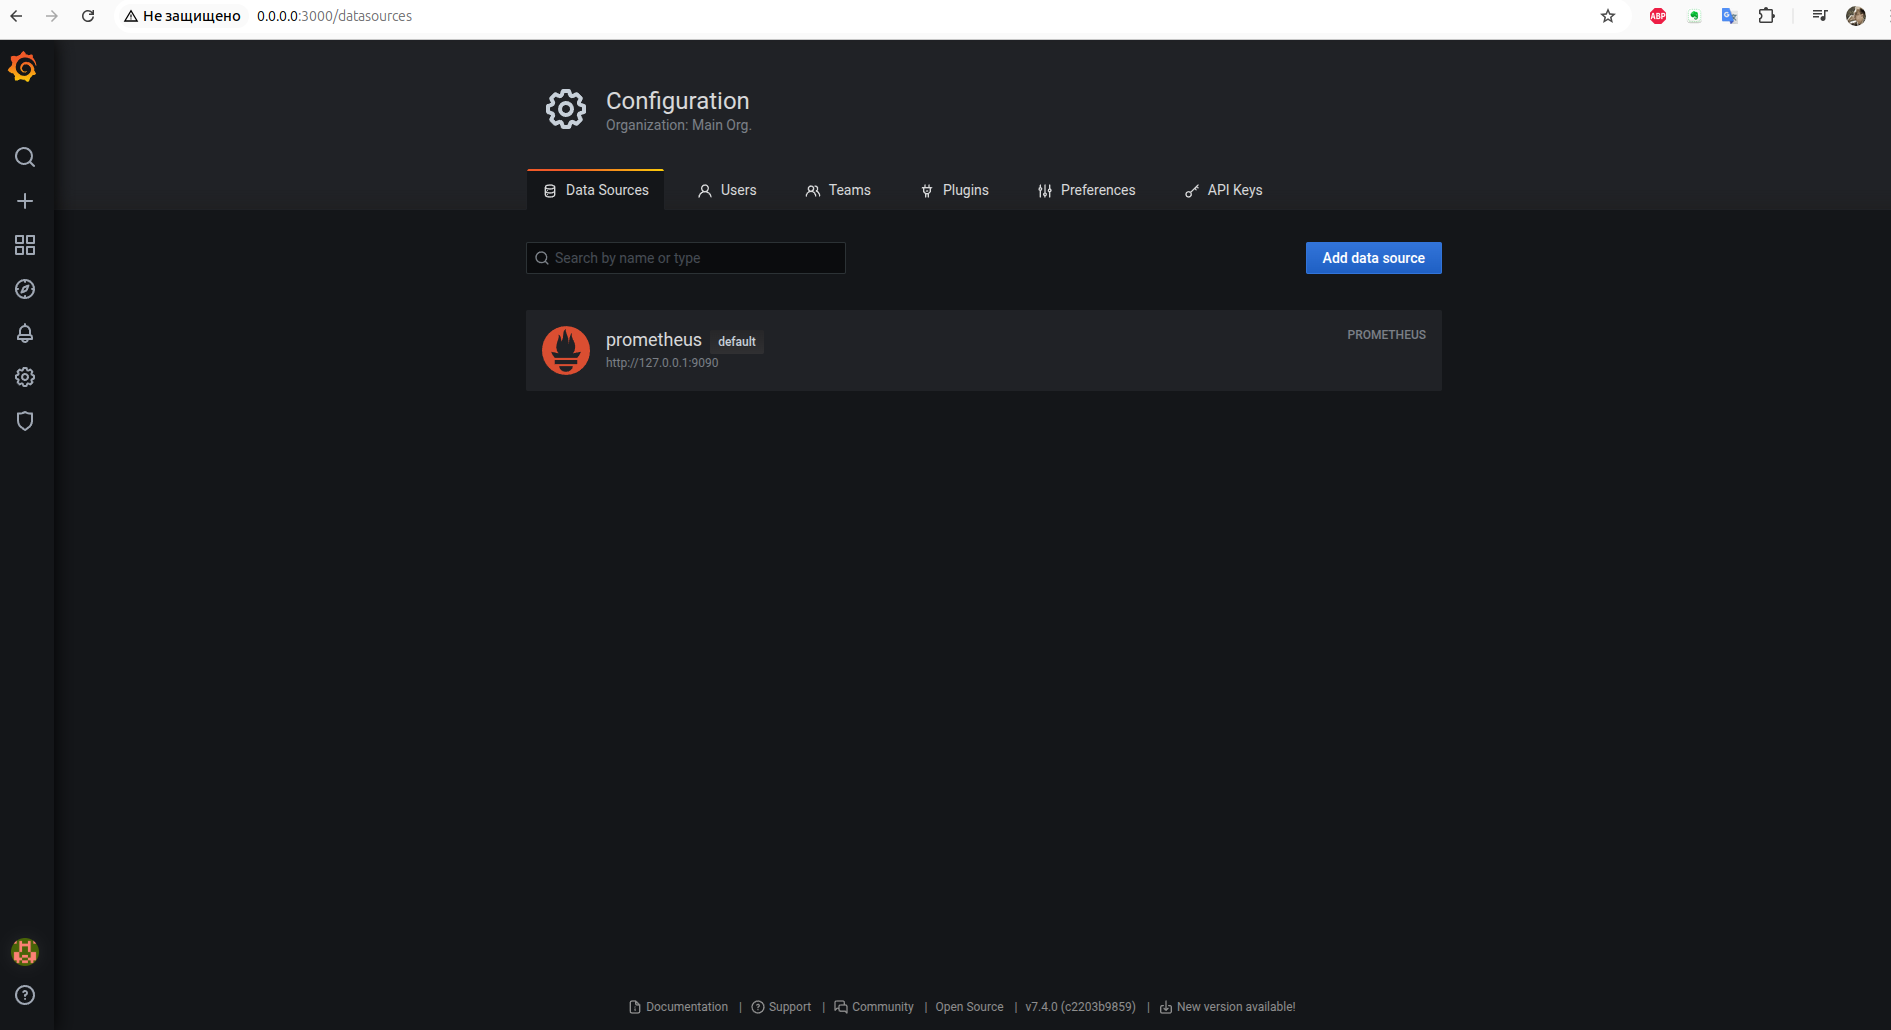 Не защищено 0.0.0.0:3000/datasources
ABP
Configuration
Organization: Main Org.
Data Sources Users Teams Plugins Preferences API Keys
Search by name or type Add data source
prometheus default PROMETHEUS
http://127.0.0.1:9090
Documentation | Support | Community | Open Source | v7.4.0 (c2203b9859) | New version available!